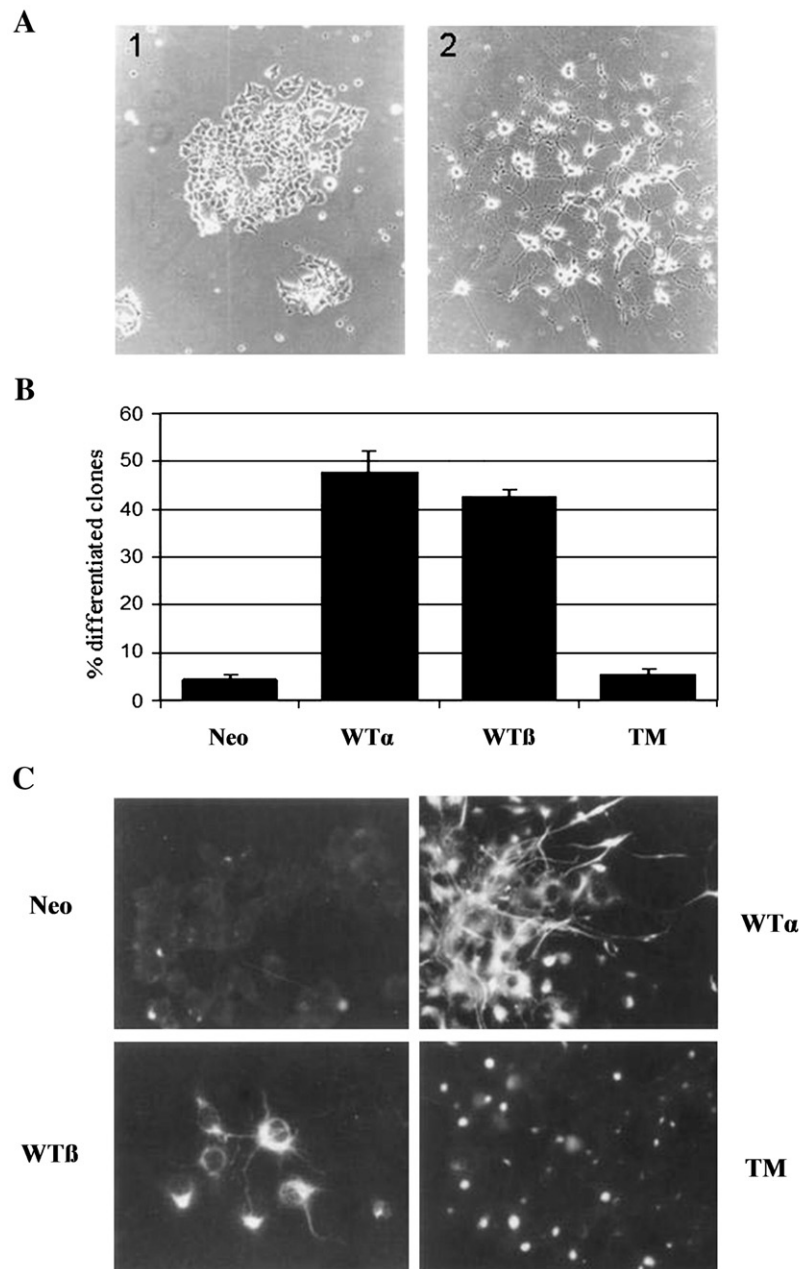 A
1
2
B
% differentiated clones
60
50
40
30
20
10
0
Neo
WTα
WTß
TM
C
Neo
WTα
WTß
TM